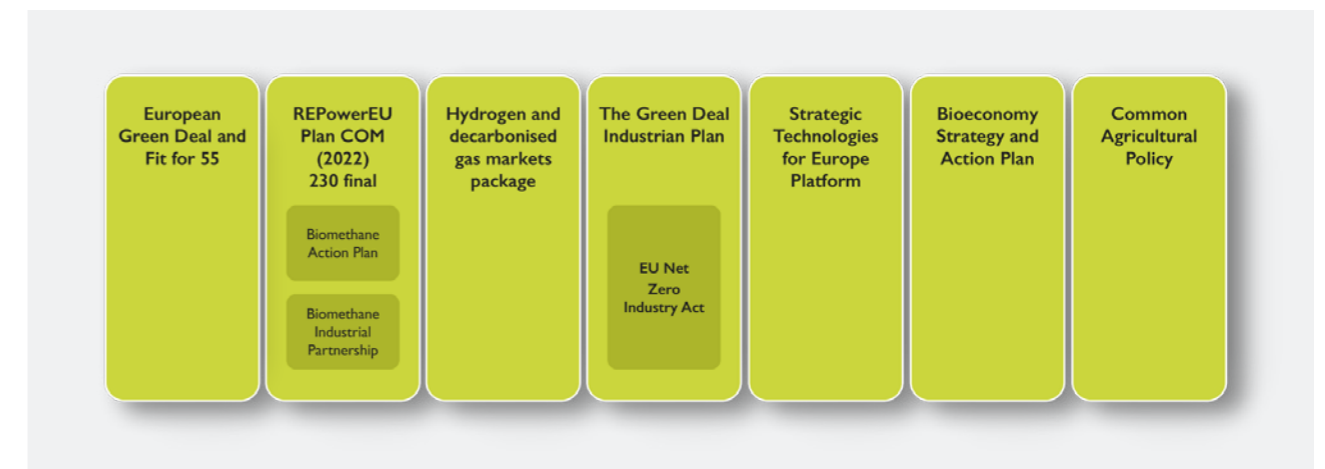 European
Green Deal and
Fit for 55
REPowerEU
Plan COM
(2022)
230 final
Biomethane
Action Plan
Biomethane
Industrial
Partnership
Hydrogen and
decarbonised
gas markets
package
The Green Deal
Industrian Plan
EU Net
Zero
Industry Act
Strategic
Technologies
for Europe
Platform
Bioeconomy
Strategy and
Action Plan
Common
Agricultural
Policy